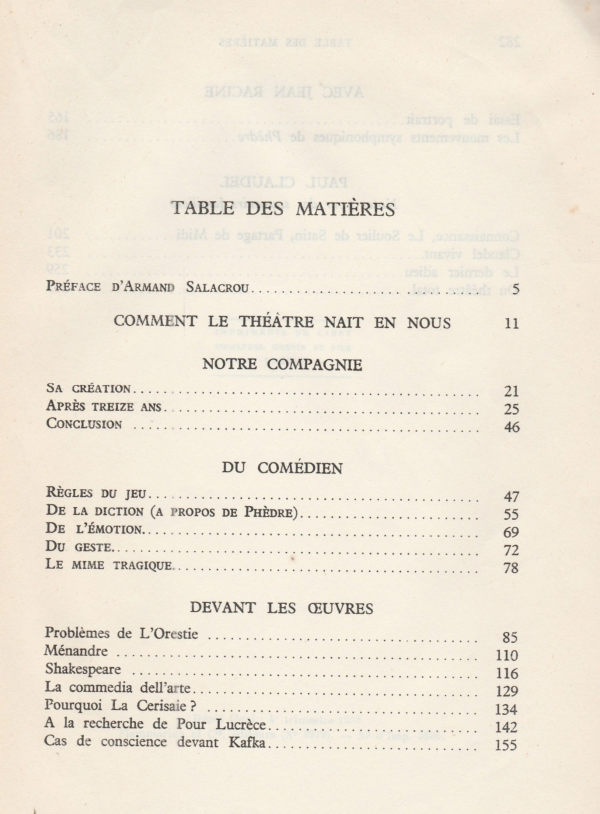 TABLE DES MATIÈRES
PRÉFACE D'ARMAND SALACROU........................ 5
COMMENT LE THÉATRE NAIT EN NOUS 11
NOTRE COMPAGNIE
SA CRÉATION........................ 21
APRÈS TREIZE ANS........................ 25
CONCLUSION ........................ 46
DU COMÉDIEN
RÈGLES DU JEU........................ 47
DE LA DICTION (A PROPOS DE PHÈDRE)........................ 55
DE L'ÉMOTION........................ 69
DU GESTE........................ 72
LE MIME TRAGIQUE........................ 78
DEVANT LES ŒUVRES
Problèmes de L'Orestie ........................ 85
Ménandre ........................ 110
Shakespeare ........................ 116
La commedia dell'arte........................ 129
Pourquoi La Cerisaie ?........................ 134
A la recherche de Pour Lucrèce........................ 142
Cas de conscience devant Kafka........................ 155